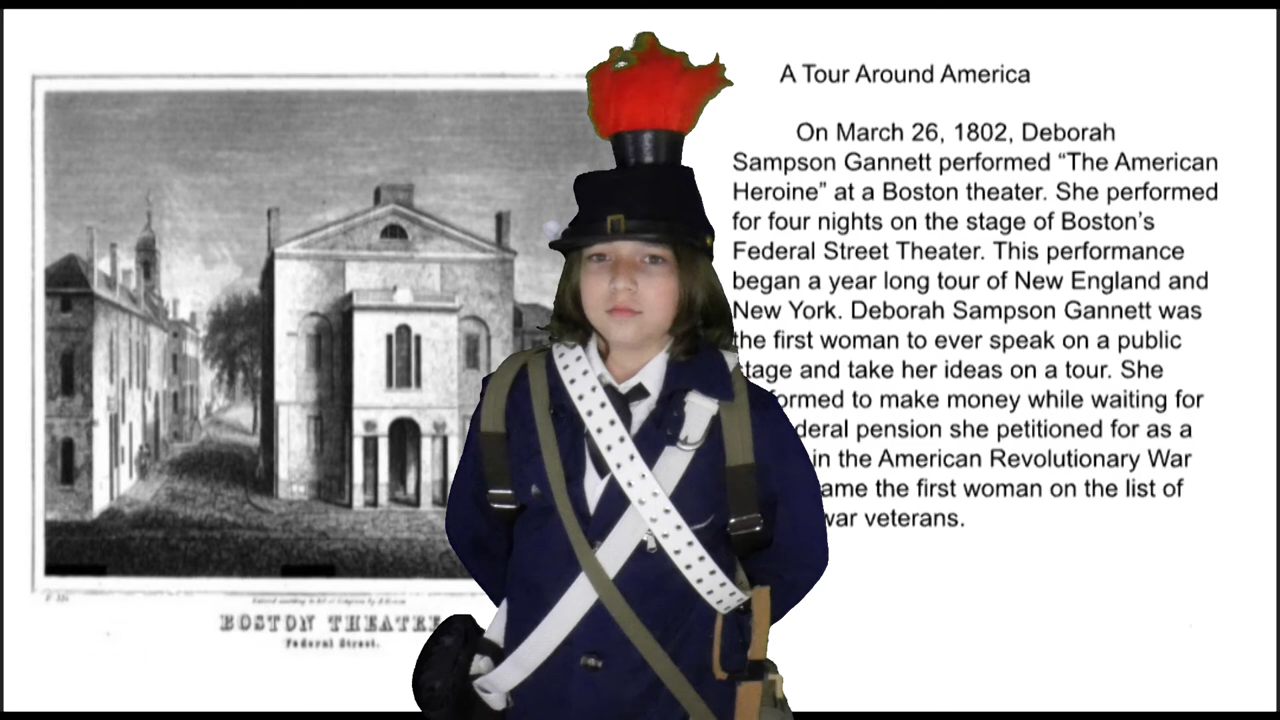 A Tour Around America
On March 26, 1802, Deborah
Sampson Gannett performed “The American
Heroine” at a Boston theater. She performed
for four nights on the stage of Boston’s
Federal Street Theater. This performance
began a year long tour of New England and
New York. Deborah Sampson Gannett was
the first woman to ever speak on a public
stage and take her ideas on a tour. She
formed to make money while waiting for
deral pension she petitioned for as a
in the American Revolutionary War
ame the first woman on the list of
war veterans.
BOSTON THEATRE
Federal Street.